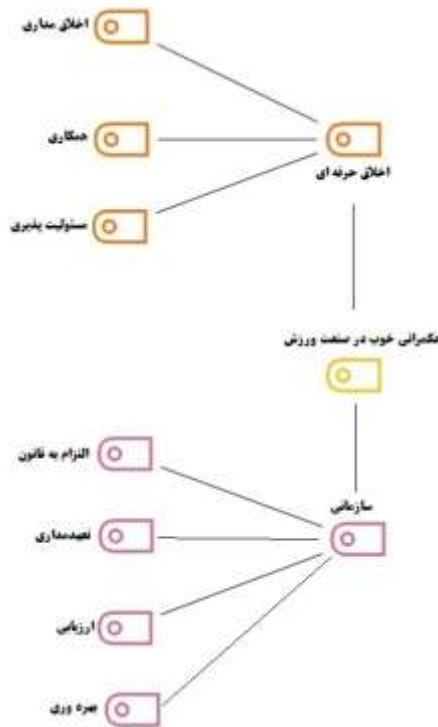 اخلاق مداری
همکاری
اخلاق حرفه ای
مسئولیت پذیری
حکمرانی خوب در صنعت ورزش
التزام به قانون
سازمانی
تعهدمداری
ارزیابی
بهره وری